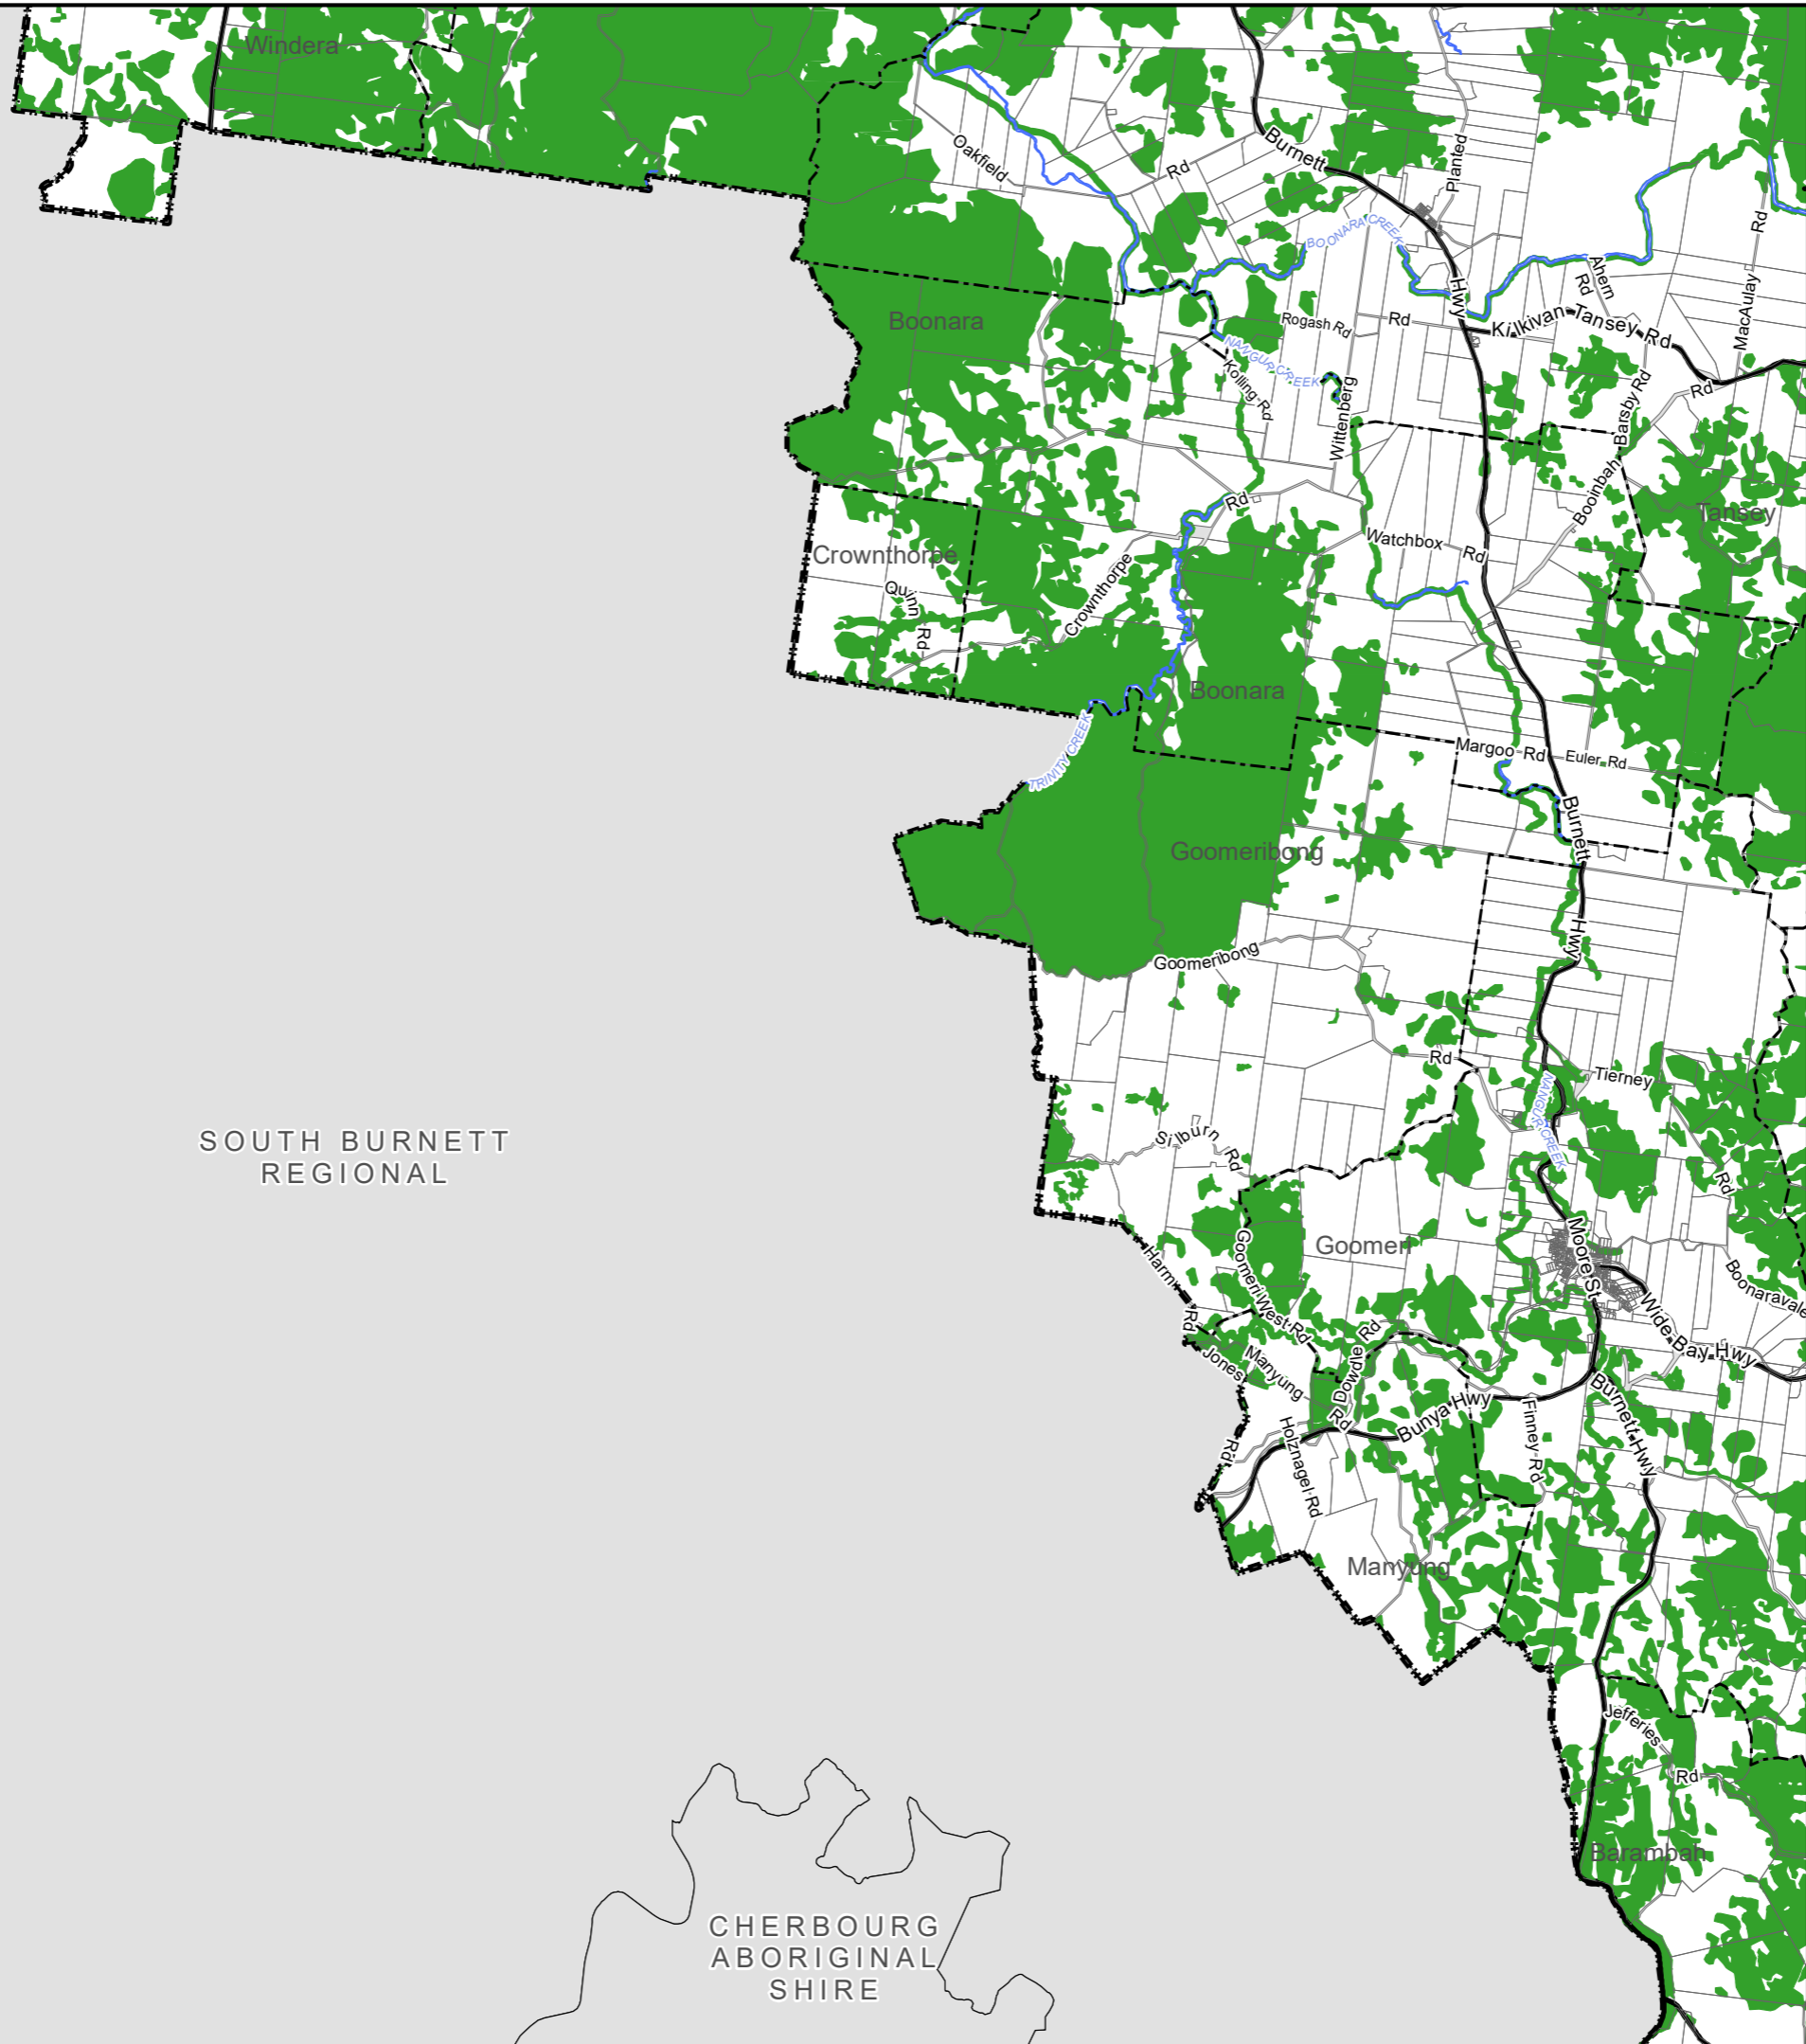 Tansey
Windera
Burnett
Planted
Oakfield
Rd
BOONARA CREEK
Rd
Ahern
Rd
Hwy
MacAulay
Boonara
Rogash Rd
Rd
Kilkivan-Tansey Rd
NANGUR CREEK
Kolling Rd
Wittenberg
Barsby Rd
Rd
Booinbah
Rd
Tansey
Watchbox Rd
Crownthorpe
Crownthorpe
Quinn
Rd
Boonara
TRINITY CREEK
Margoo Rd
Euler Rd
Burnett
Goomeribong
Hwy
Goomeribong
Rd
Tierney
NANGUR CREEK
Silburn Rd
SOUTH BURNETT
REGIONAL
Rd
Goomeri
Moore St
Harms
Goomeri West Rd
Boonaravale
Rd
Wide Bay Hwy
Jones
Manyung
Dowdle
Rd
Rd
Bunya Hwy
Burnett Hwy
Finney Rd
Holznagel Rd
Rd
Manyung
Jefferies
Rd
Barambah
CHERBOURG
ABORIGINAL
SHIRE